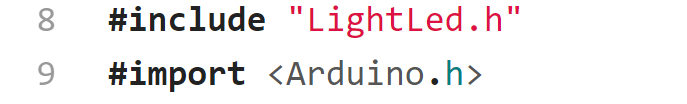 8 #include "LightLed.h"
9 #import <Arduino.h>